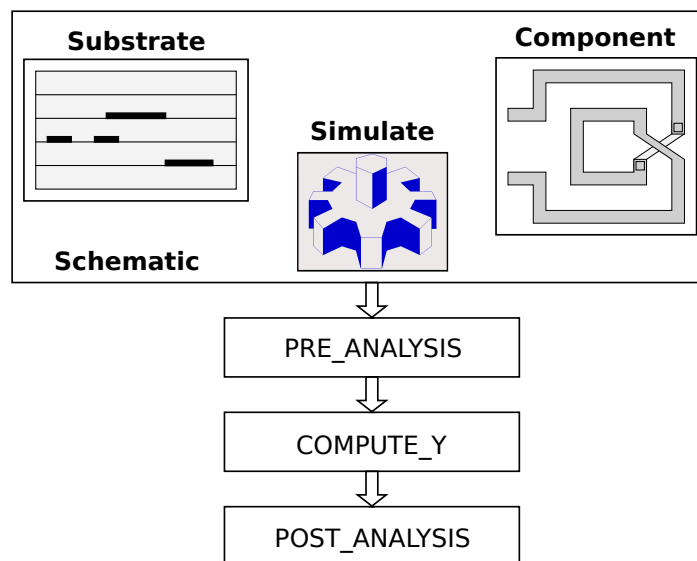 Substrate
Component
Simulate
Schematic
PRE_ANALYSIS
COMPUTE_Y
POST_ANALYSIS